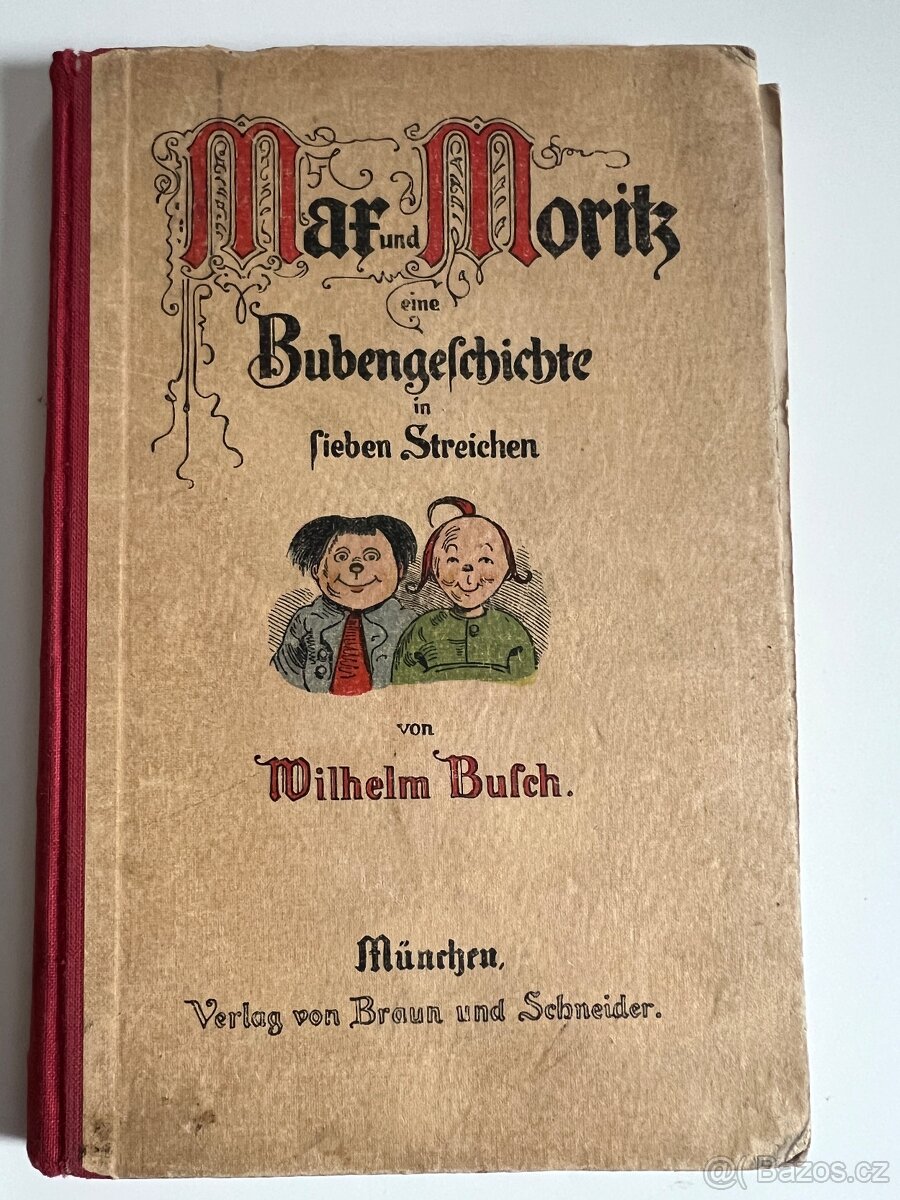 Max und Moritz
eine
Bubengeſchichte
in
ſieben Streichen
von
Wilhelm Buſch.
München,
Verlag von Braun und Schneider.
@( Bazos.cz